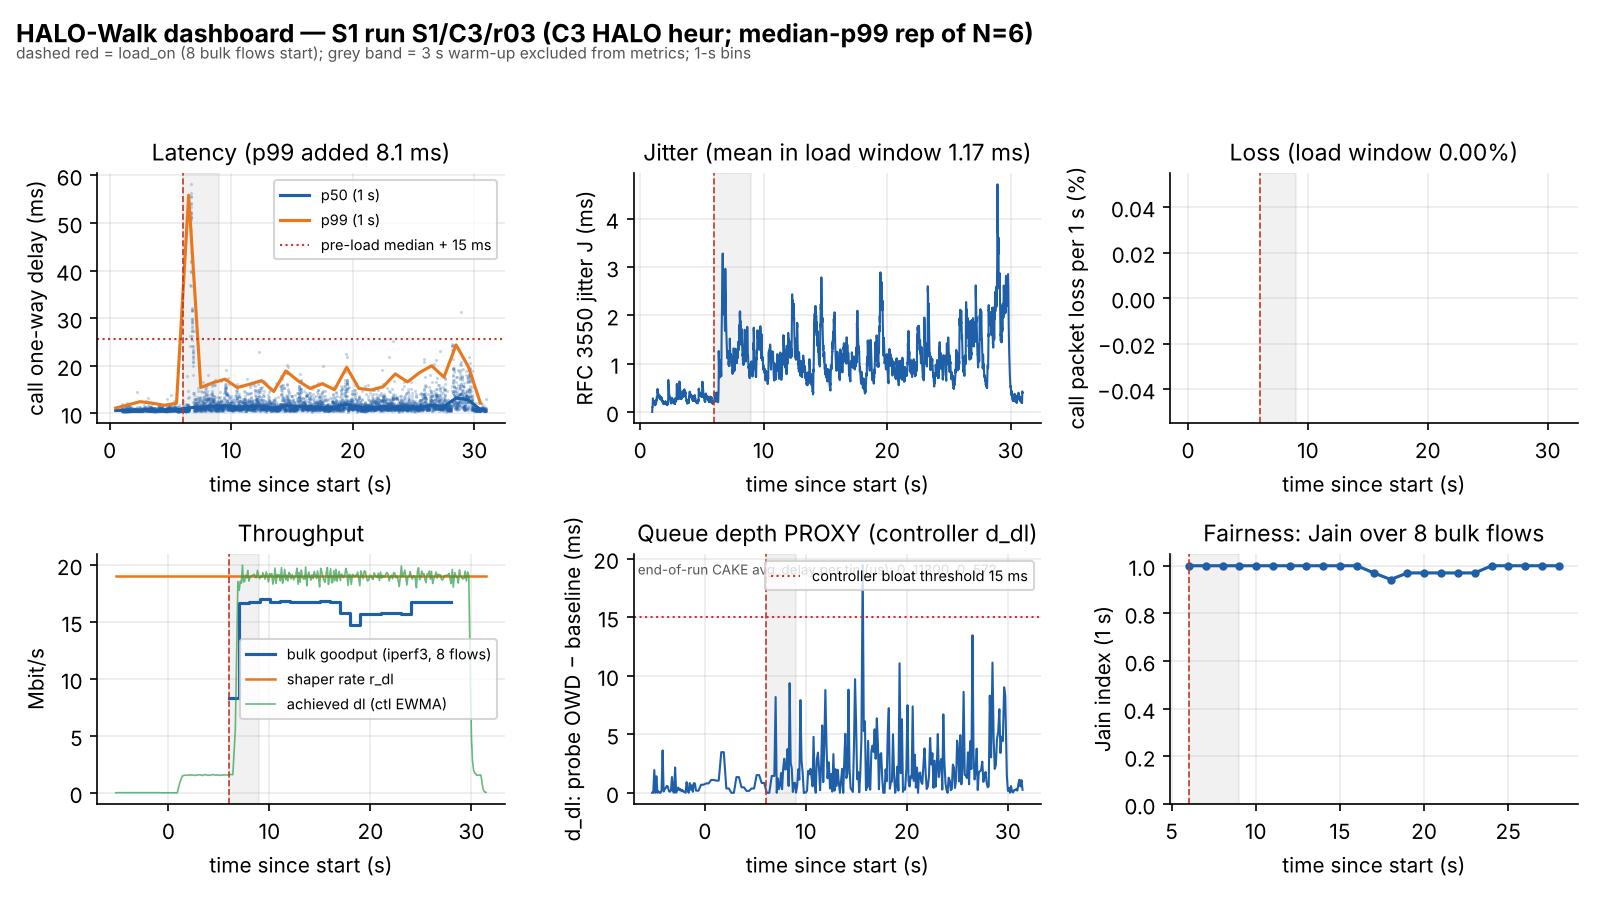 HALO-Walk dashboard — S1 run S1/C3/r03 (C3 HALO heur; median-p99 rep of N=6)
dashed red = load_on (8 bulk flows start); grey band = 3 s warm-up excluded from metrics; 1-s bins
Latency (p99 added 8.1 ms)
call one-way delay (ms)
60
50
40
30
20
10
p50 (1 s)
p99 (1 s)
pre-load median + 15 ms
0 10 20 30
time since start (s)
Jitter (mean in load window 1.17 ms)
RFC 3550 jitter J (ms)
4
3
2
1
0
0 10 20 30
time since start (s)
Loss (load window 0.00%)
call packet loss per 1 s (%)
0.04
0.02
0.00
−0.02
−0.04
0 10 20 30
time since start (s)
Throughput
Mbit/s
20
15
10
5
0
bulk goodput (iperf3, 8 flows)
shaper rate r_dl
achieved dl (ctl EWMA)
0 10 20 30
time since start (s)
Queue depth PROXY (controller d_dl)
d_dl: probe OWD − baseline (ms)
20
15
10
5
0
end-of-run CAKE avg_delay per tin
controller bloat threshold 15 ms
0 10 20 30
time since start (s)
Fairness: Jain over 8 bulk flows
Jain index (1 s)
1.0
0.8
0.6
0.4
0.2
0.0
5 10 15 20 25
time since start (s)